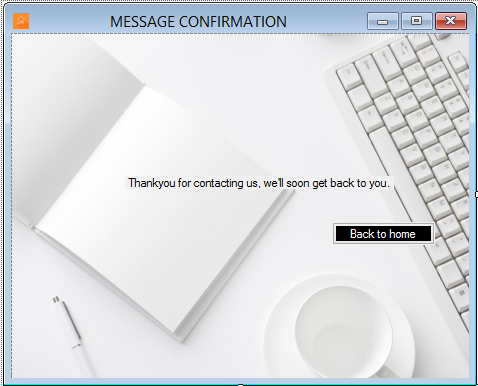 MESSAGE CONFIRMATION
Thankyou for contacting us, we'll soon get back to you.
Back to home